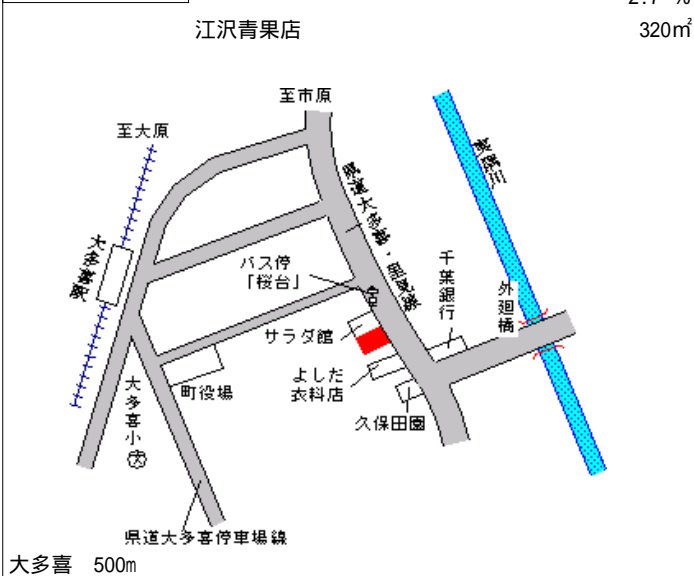 2.7 %
江沢青果店
320㎡
至市原
至大原
夷隅川
県道大多喜・
大多喜駅
バス停
「桜台」
千葉銀行
外廻橋
サラダ館
よしだ
衣料店
町役場
久保田園
大多喜小
文
県道大多喜停車場線
大多喜 500m